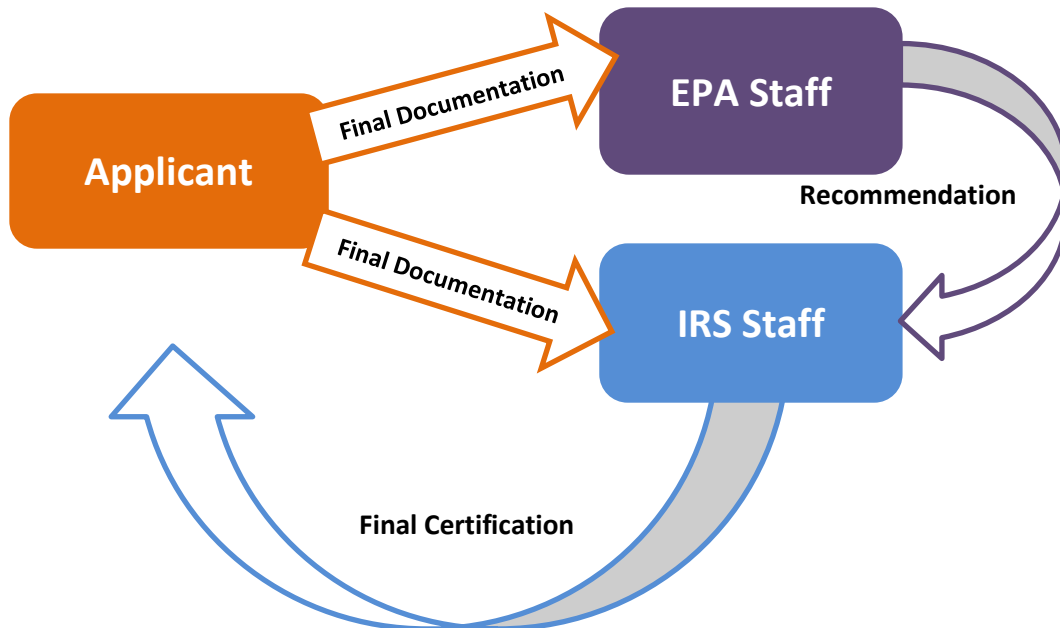 EPA Staff
Final Documentation
Applicant
Recommendation
Final Documentation
IRS Staff
Final Certification